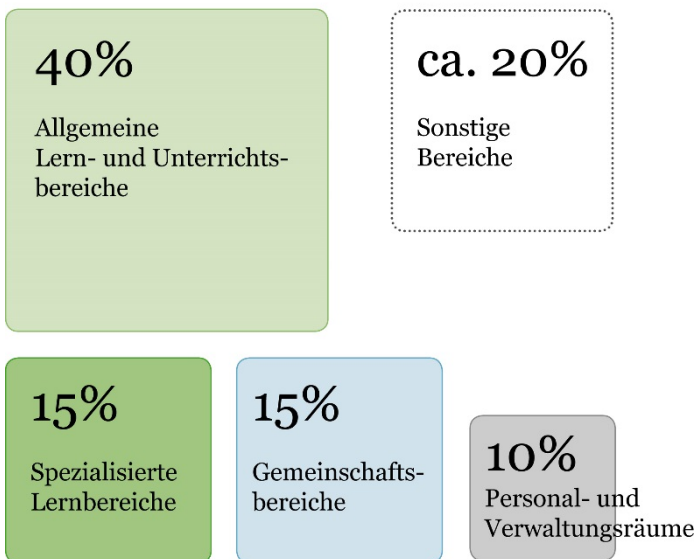 40%
Allgemeine
Lern- und Unterrichts-
bereiche
ca. 20%
Sonstige
Bereiche
15%
Spezialisierte
Lernbereiche
15%
Gemeinschafts-
bereiche
10%
Personal- und
Verwaltungsräume